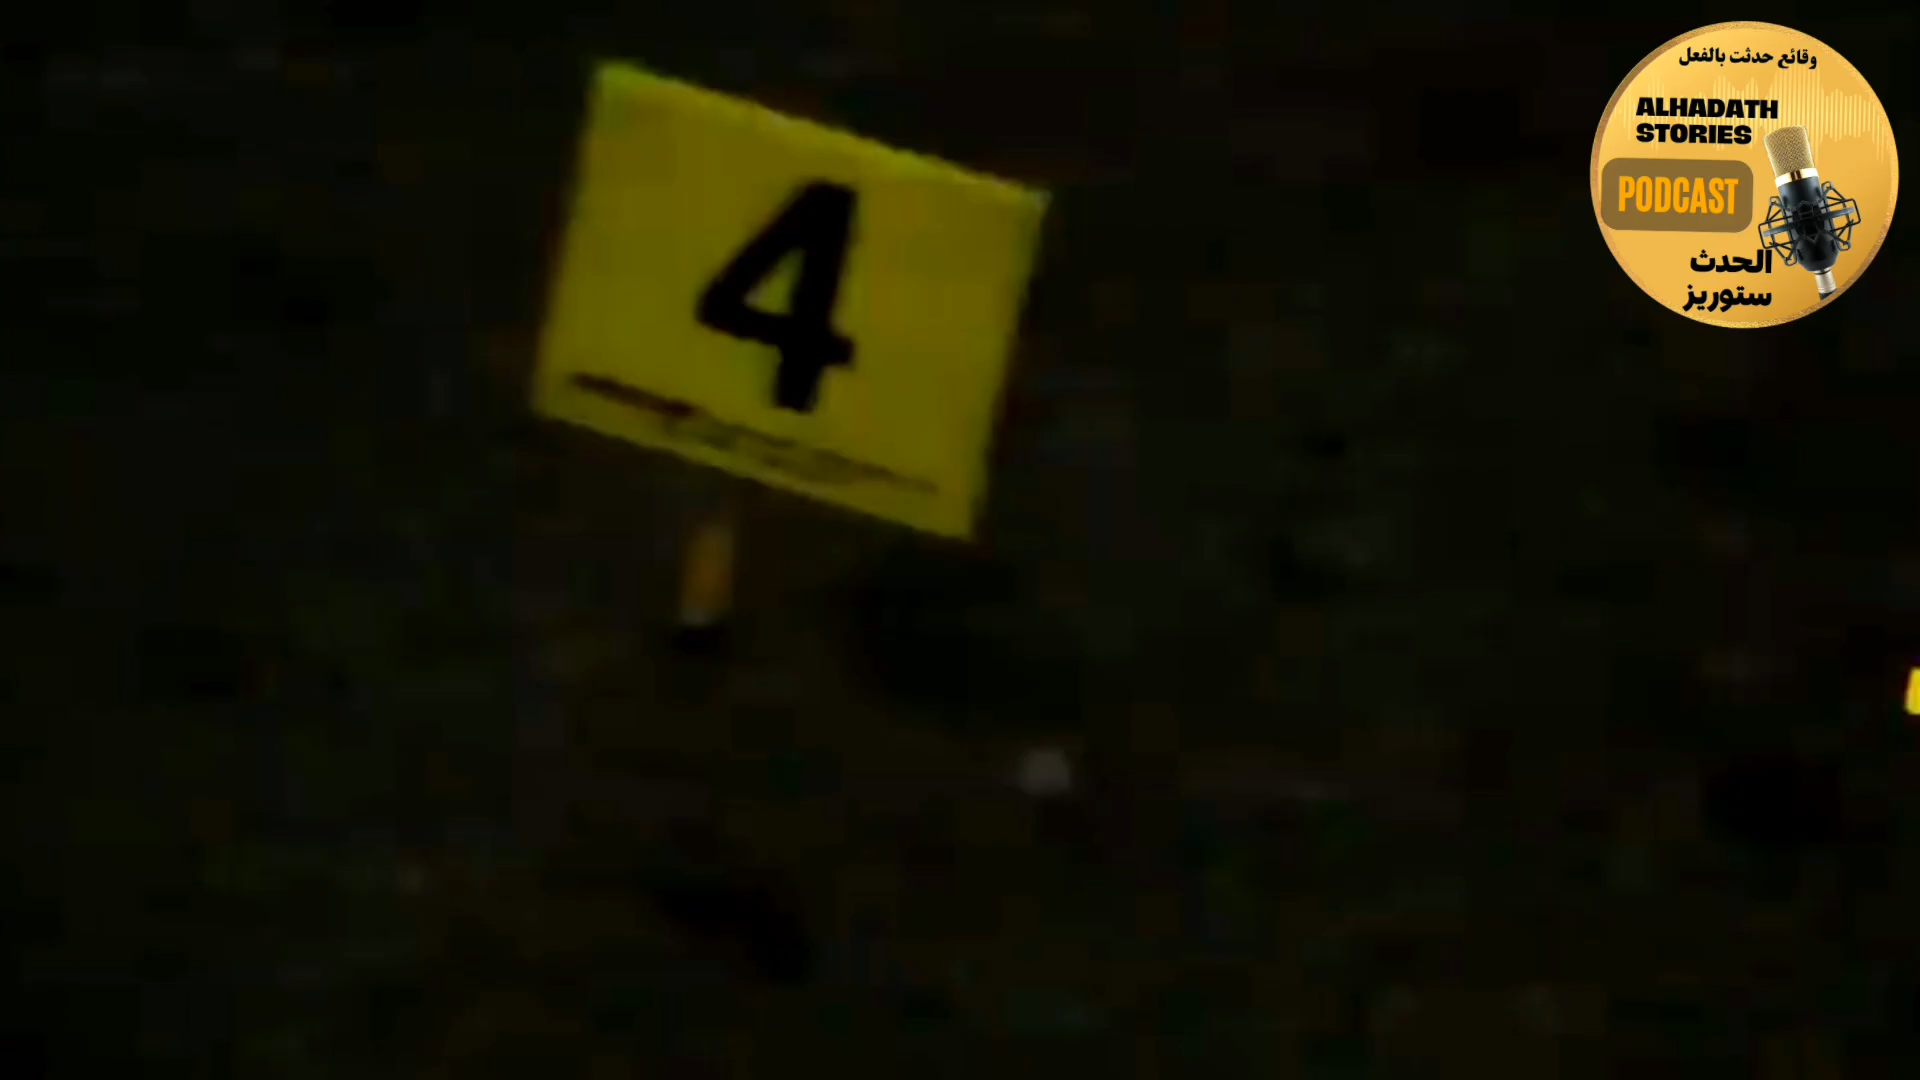 4
وقائع حدثت بالفعل
ALHADATH
STORIES
PODCAST
الحدث
ستوريز